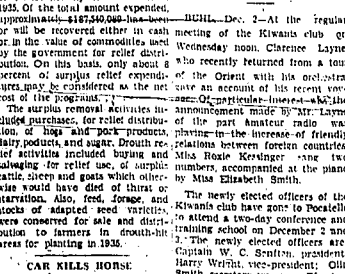 1935. Of the total amount expended,
approximately $187,540,089 has been
or will be recovered either in cash
or in the value of commodities used
by the government for relief distri-
bution. On this basis, only about 8
percent of surplus relief expendi-
tures may be considered as the net
cost of the program.
The surplus removal activities in-
cluded purchases, for relief distribu-
tion, of hogs and pork products,
dairy, poducts, and sugar. Drouth re-
lief activities included buying and
salvaging for relief use, of surplus
cattle, sheep and goats which other-
wise would have died of thirst or
starvation. Also, feed, forage, and
stocks of adapted seed varieties
were conserved for sale and distri-
bution to farmers in drouth-hit
areas for planting in 1935.
CAR KILLS HORSE
BUHL, Dec. 2—At the regular
meeting of the Kiwanis club
Wednesday noon, Clarence Layne
who recently returned from a tour
of the Orient with his orchestra
gave an account of his recent voy-
age. Of particular interest was the
announcement made by Mr. Layne
of the part amateur radio was
playing in the increase of friendly
relations between foreign countries.
Miss Roxie Kessinger sang two
numbers, accompanied at the piano
by Miss Elizabeth Smith.
The newly elected officers of the
Kiwanis club have gone to Pocatello
to attend a two-day conference and
training school on December 2 and
3. The newly elected officers are
Captain W. C. president;
Harry Wright, vice-president;
Smith